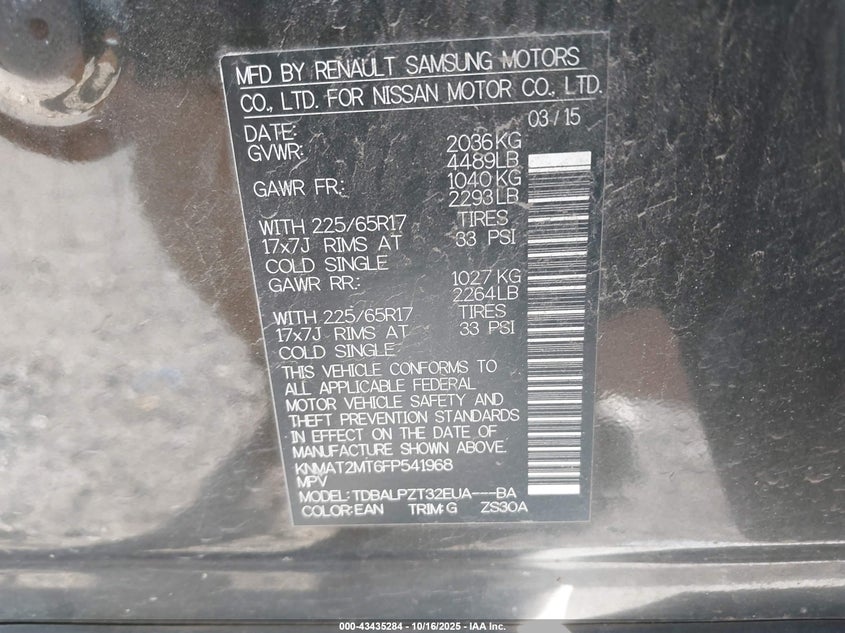 MFD BY RENAULT SAMSUNG MOTORS
CO., LTD. FOR NISSAN MOTOR CO., LTD.
DATE: 03/15
GVWR: 2036KG
4489LB
GAWR FR.: 1040KG
2293LB
WITH 225/65R17 TIRES
17x7J RIMS AT 33 PSI
COLD SINGLE
GAWR RR.: 1027KG
2264LB
WITH 225/65R17 TIRES
17x7J RIMS AT 33 PSI
COLD SINGLE
THIS VEHICLE CONFORMS TO
ALL APPLICABLE FEDERAL
MOTOR VEHICLE SAFETY AND
THEFT PREVENTION STANDARDS
IN EFFECT ON THE DATE OF
MANUFACTURE SHOWN ABOVE.
KNMAT2MT6FP541968
MPV
MODEL:TDBALPZT32EUA---BA
COLOR:EAN TRIM:G ZS30A
000-43435284 - 10/16/2025 - IAA Inc.